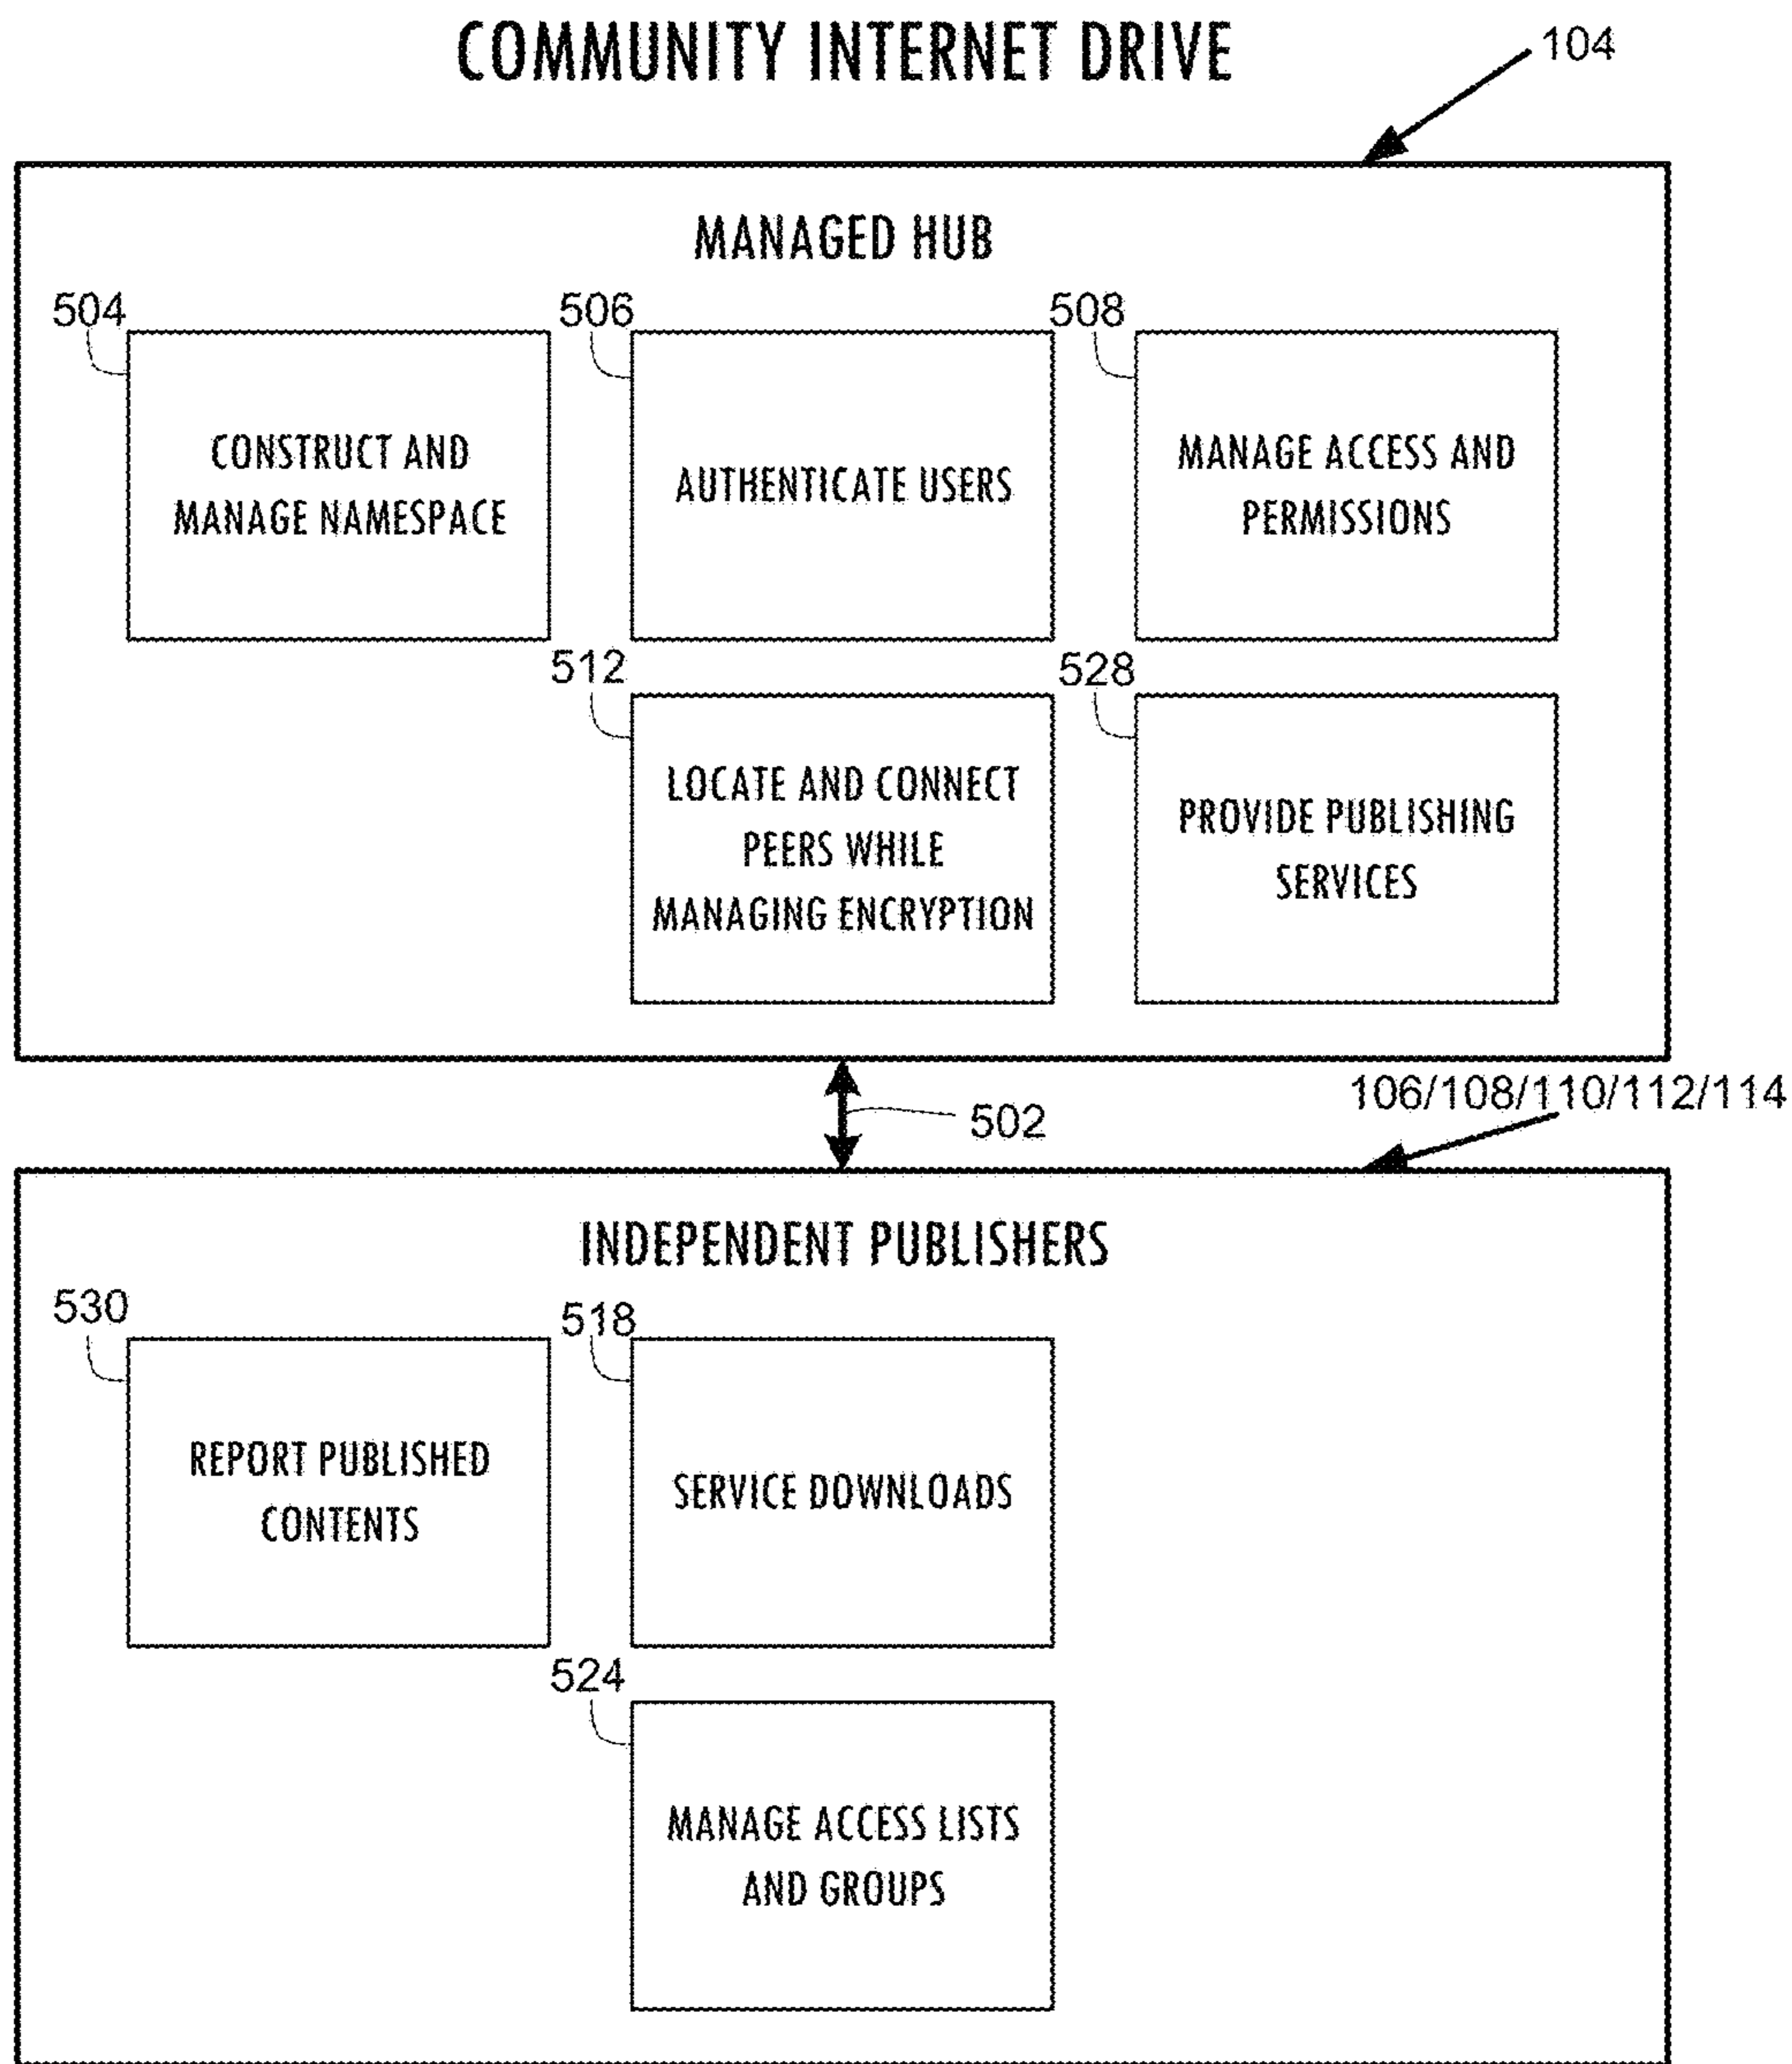 COMMUNITY INTERNET DRIVE
104
MANAGED HUB
504
506
508
CONSTRUCT AND
MANAGE NAMESPACE
AUTHENTICATE USERS
MANAGE ACCESS AND
PERMISSIONS
512
528
LOCATE AND CONNECT
PEERS WHILE
MANAGING ENCRYPTION
PROVIDE PUBLISHING
SERVICES
502
106/108/110/112/114
INDEPENDENT PUBLISHERS
530
518
REPORT PUBLISHED
CONTENTS
SERVICE DOWNLOADS
524
MANAGE ACCESS LISTS
AND GROUPS